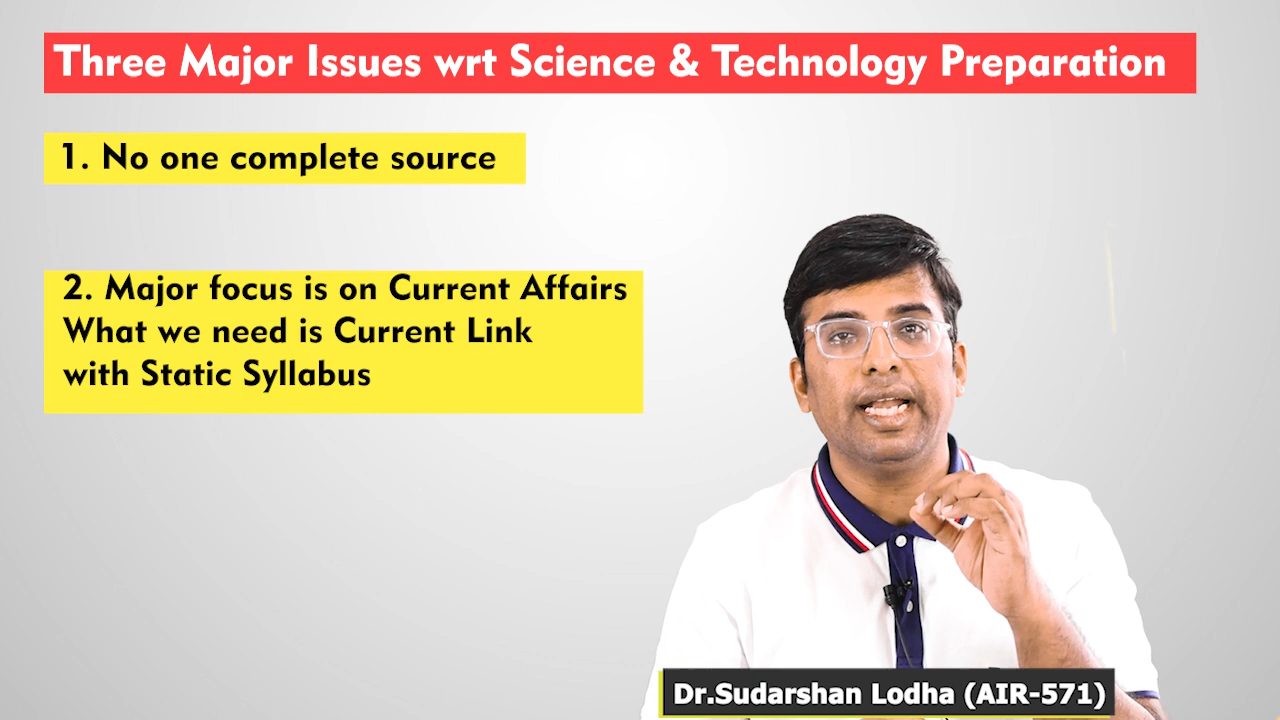 Three Major Issues wrt Science & Technology Preparation
1. No one complete source
2. Major focus is on Current Affairs
What we need is Current Link
with Static Syllabus
Dr.Sudarshan Lodha (AIR-571)